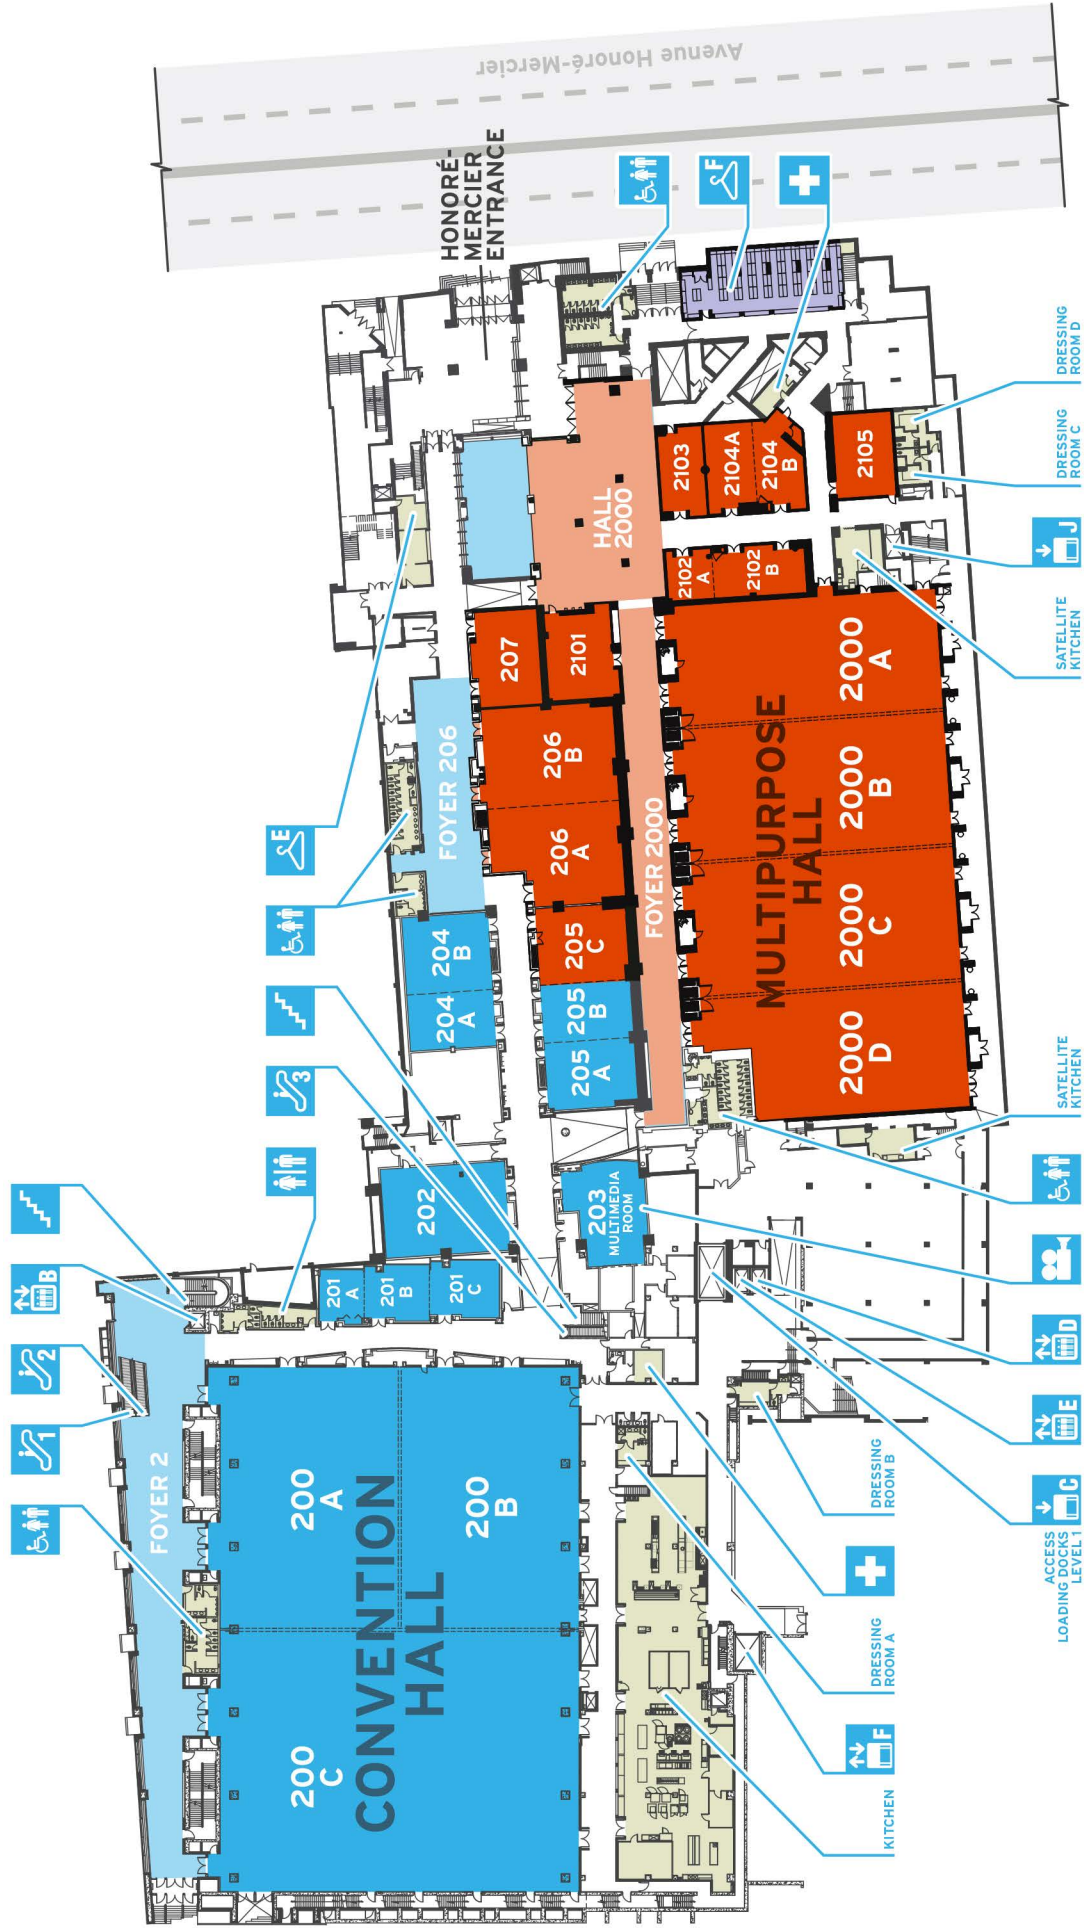 Avenue Honoré-Mercier
HONORÉ-
MERCIER
ENTRANCE
F
DRESSING
ROOM D
DRESSING
ROOM C
J
SATELLITE
KITCHEN
E
HALL
2000
2103
2104A
2104
B
2105
2102
A
2102
B
207
2101
FOYER 206
206
B
206
A
205
C
205
B
205
A
204
B
204
A
FOYER 2000
MULTIPURPOSE
HALL
2000
A
2000
B
2000
C
2000
D
SATELLITE
KITCHEN
3
202
203
MULTIMEDIA
ROOM
201
A
201
B
201
C
B
2
1
FOYER 2
CONVENTION
HALL
200
A
200
B
200
C
D
E
C
ACCESS
LOADING DOCKS
LEVEL 1
DRESSING
ROOM B
DRESSING
ROOM A
F
KITCHEN